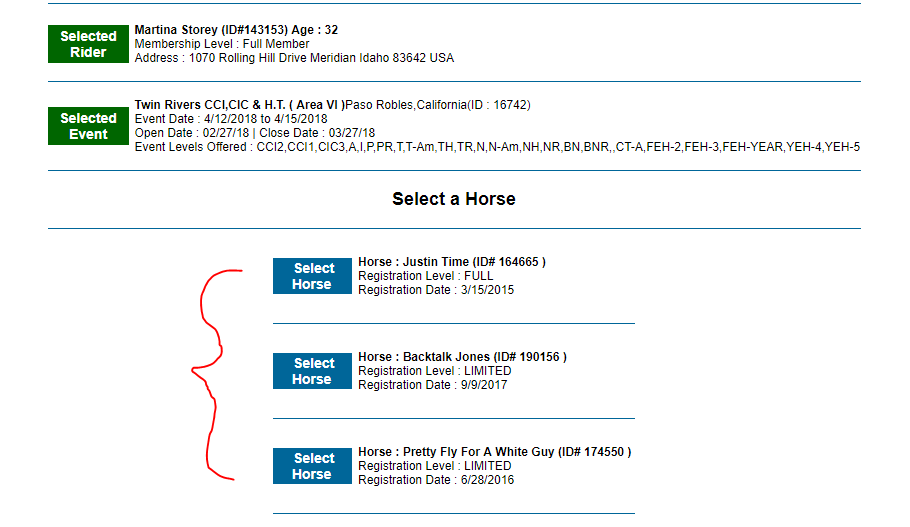 Selected Rider
Martina Storey (ID#143153) Age : 32
Membership Level : Full Member
Address : 1070 Rolling Hill Drive Meridian Idaho 83642 USA
Selected Event
Twin Rivers CCI,CIC & H.T. ( Area VI )Paso Robles,California(ID : 16742)
Event Date : 4/12/2018 to 4/15/2018
Open Date : 02/27/18 | Close Date : 03/27/18
Event Levels Offered : CCI2,CCI1,CIC3,A,I,P,PR,T,T-Am,TH,TR,N,N-Am,NH,NR,BN,BNR,,CT-A,FEH-2,FEH-3,FEH-YEAR,YEH-4,YEH-5
Select a Horse
Select Horse
Horse : Justin Time (ID# 164665 )
Registration Level : FULL
Registration Date : 3/15/2015
Select Horse
Horse : Backtalk Jones (ID# 190156 )
Registration Level : LIMITED
Registration Date : 9/9/2017
Select Horse
Horse : Pretty Fly For A White Guy (ID# 174550 )
Registration Level : LIMITED
Registration Date : 6/28/2016